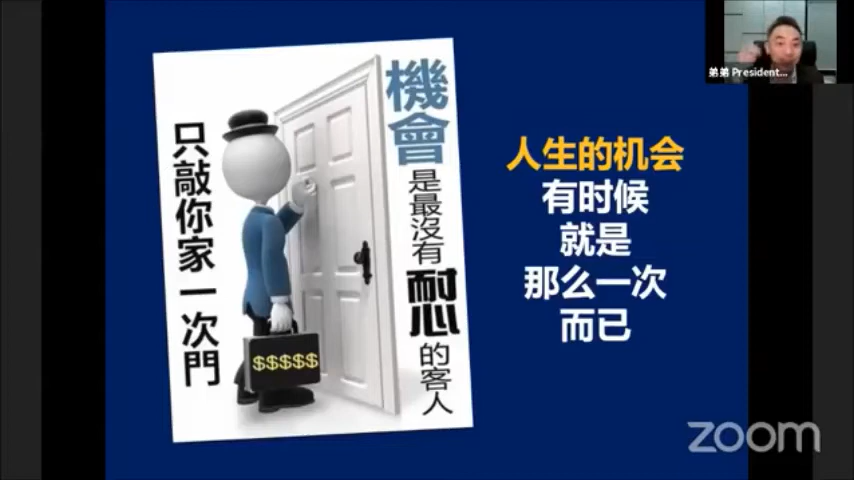 機會
是最沒有
耐心
的客人
只敲你家一次門
$$$$$
人生的机会
有时候
就是
那么一次
而已
弟弟 President...
zoom